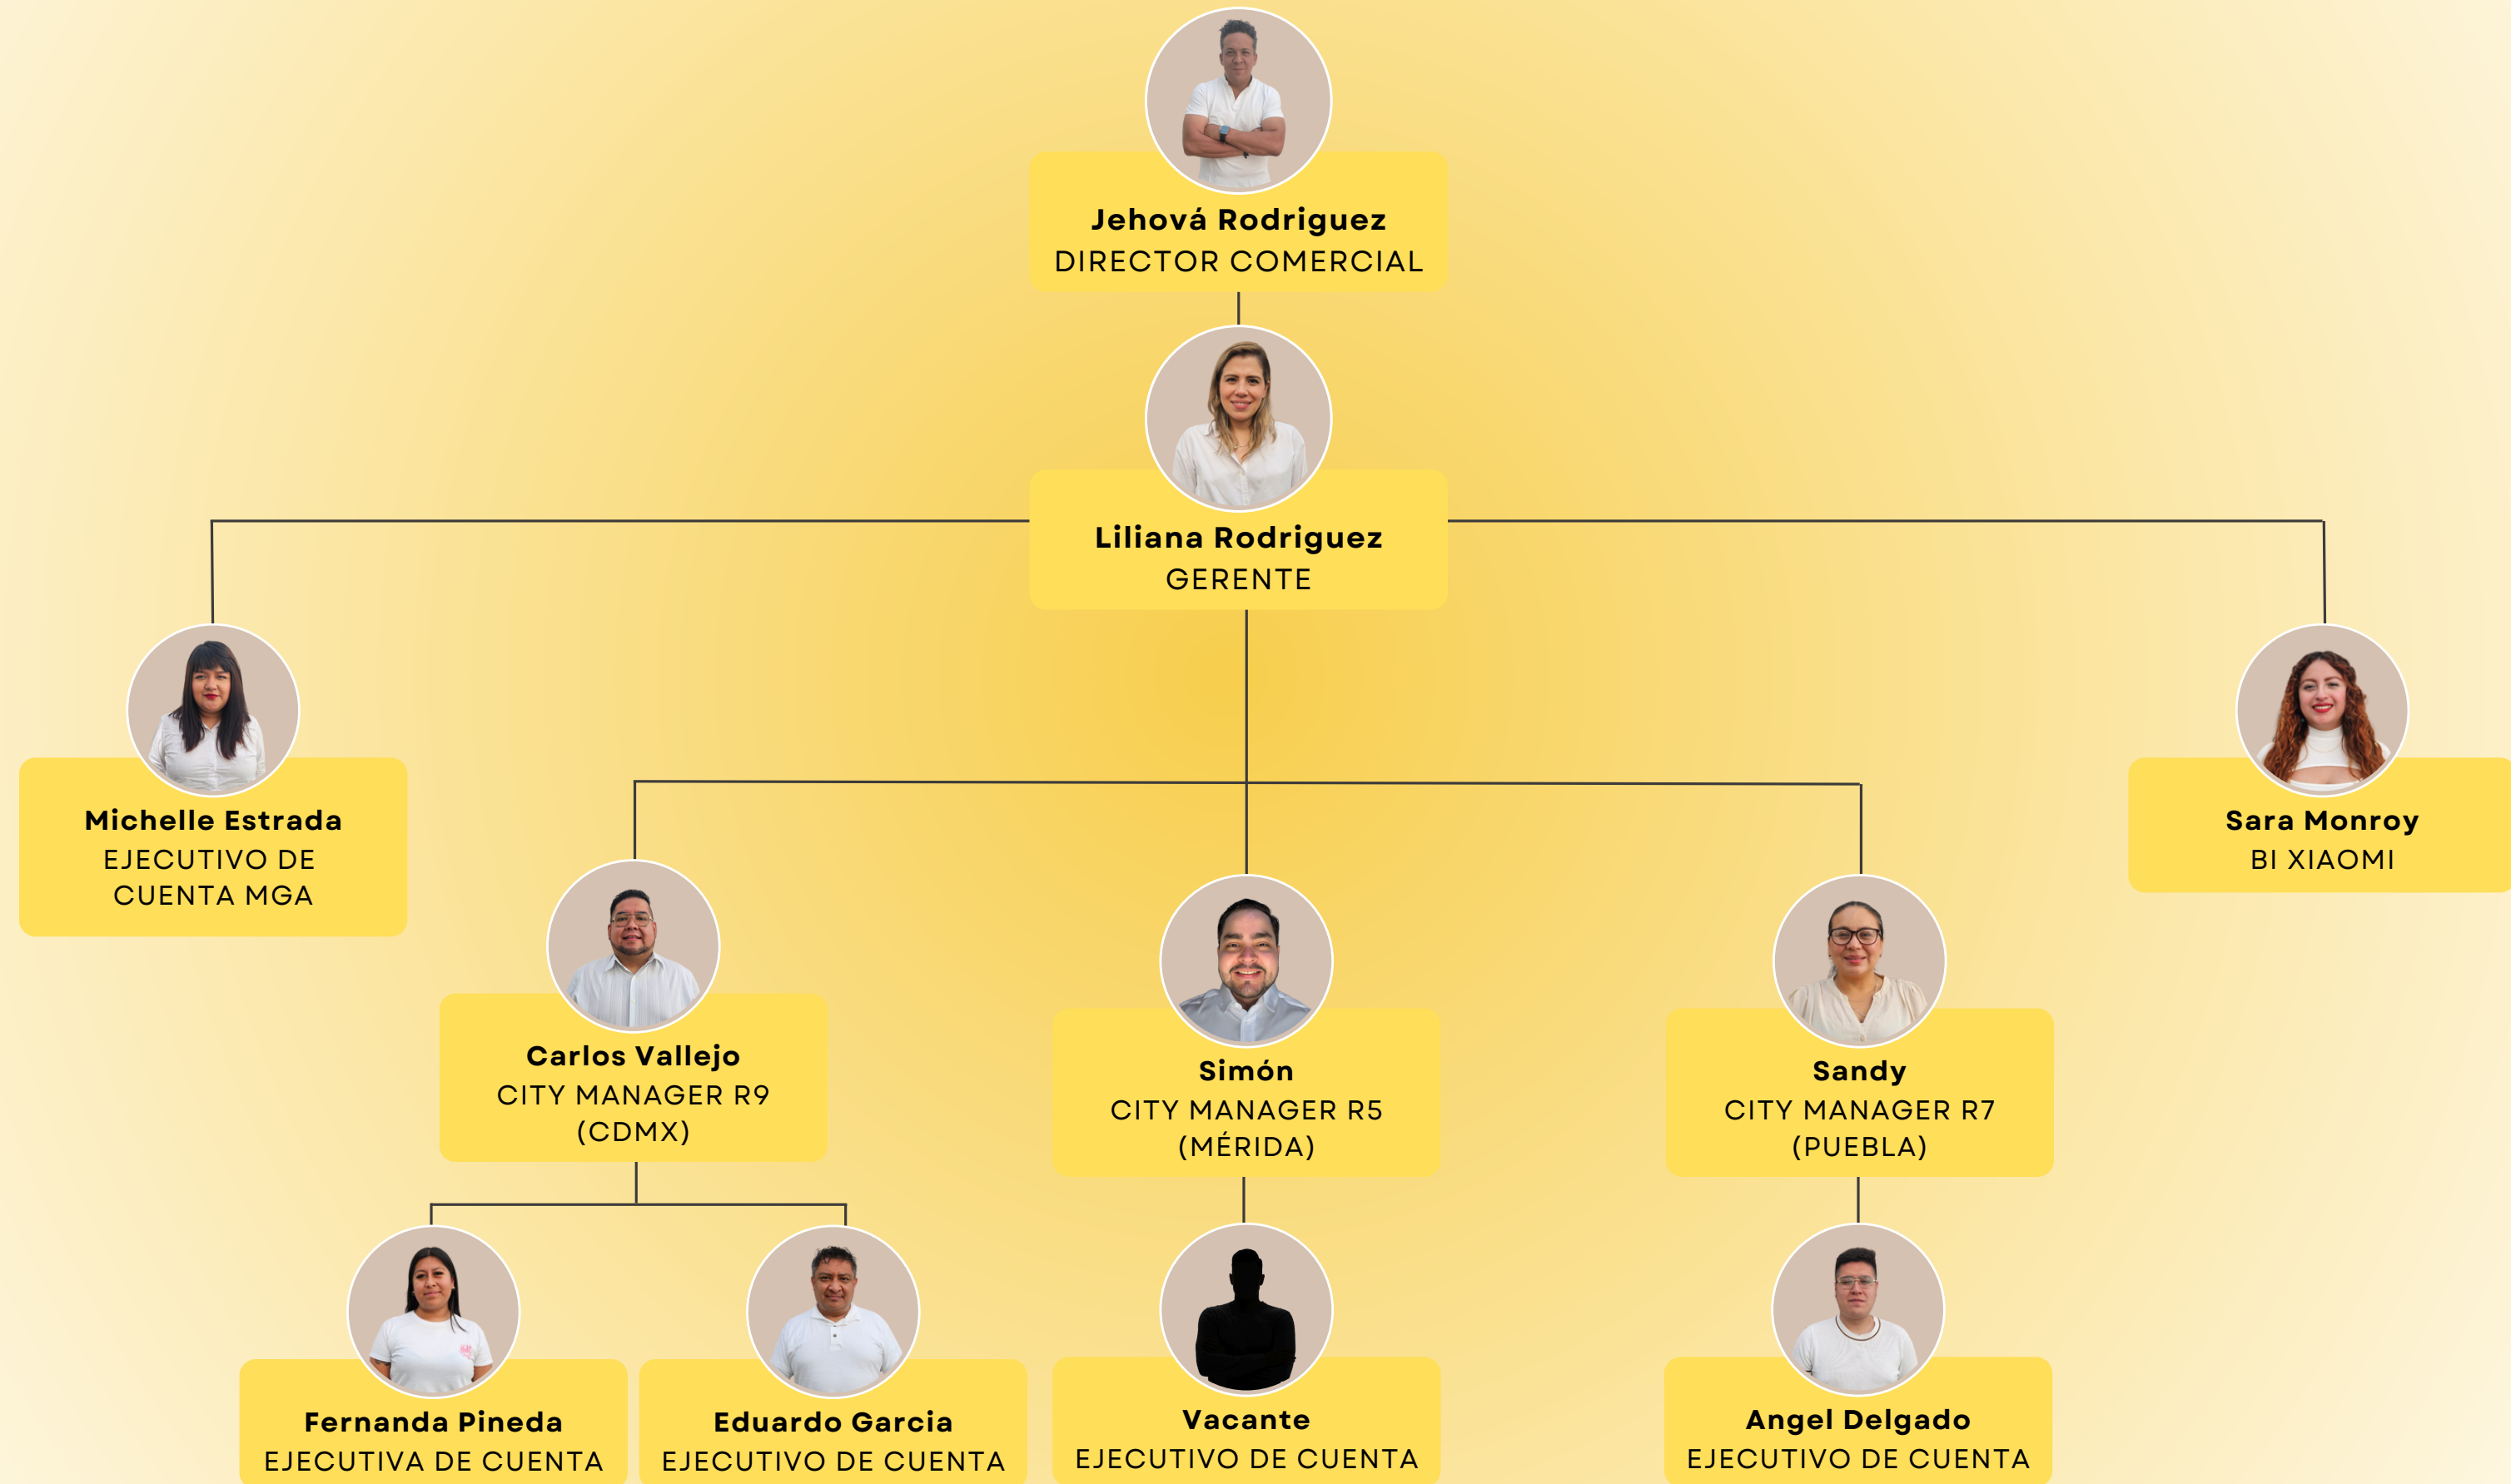 Jehová Rodriguez
DIRECTOR COMERCIAL
Liliana Rodriguez
GERENTE
Michelle Estrada
EJECUTIVO DE
CUENTA MGA
Sara Monroy
BI XIAOMI
Carlos Vallejo
CITY MANAGER R9
(CDMX)
Simón
CITY MANAGER R5
(MÉRIDA)
Sandy
CITY MANAGER R7
(PUEBLA)
Fernanda Pineda
EJECUTIVA DE CUENTA
Eduardo Garcia
EJECUTIVO DE CUENTA
Vacante
EJECUTIVO DE CUENTA
Angel Delgado
EJECUTIVO DE CUENTA